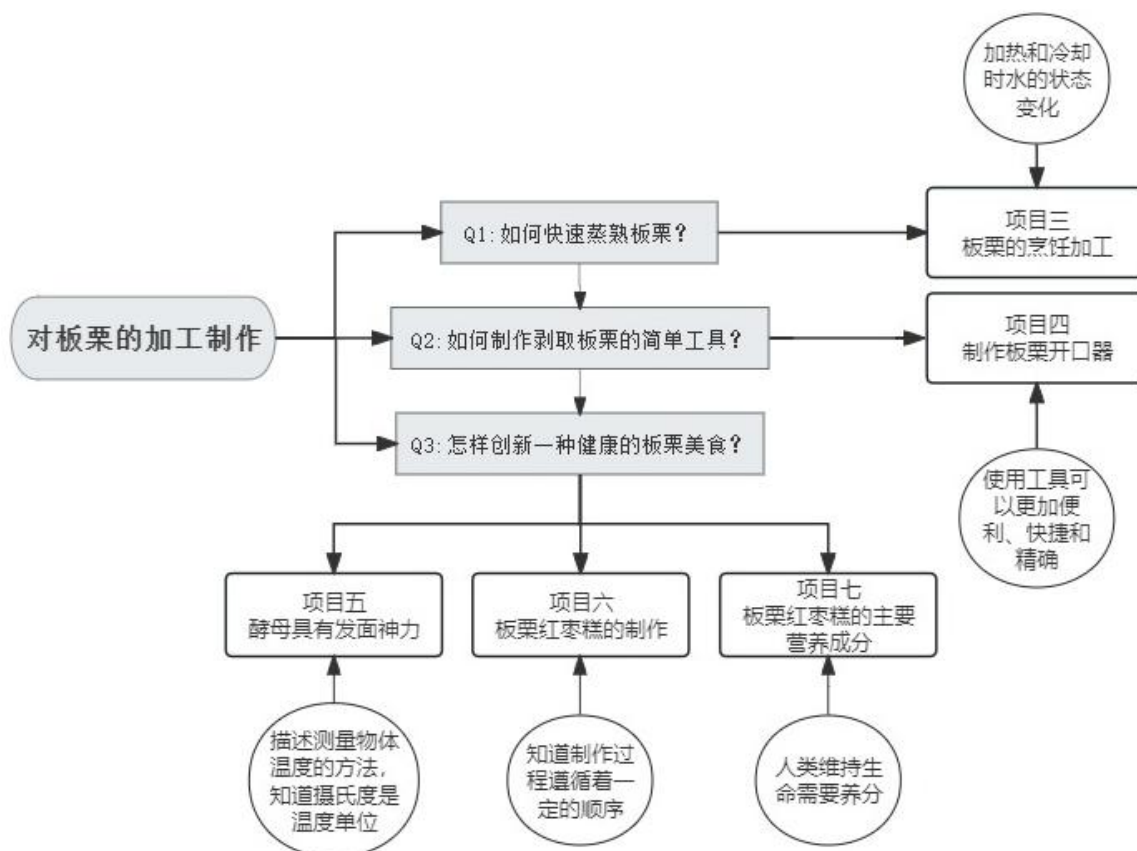 加热和冷却
时水的状态
变化
Q1:如何快速蒸熟板栗？
项目三
板栗的烹饪加工
对板栗的加工制作
Q2:如何制作剥取板栗的简单工具？
项目四
制作板栗开口器
Q3:怎样创新一种健康的板栗美食？
使用工具可
以更加便
利、快捷和
精确
项目五
酵母具有发面神力
项目六
板栗红枣糕的制作
项目七
板栗红枣糕的主要
营养成分
描述测量物体
温度的方法，
知道摄氏度是
温度单位
知道制作过
程遵循着一
定的顺序
人类维持生
命需要养分